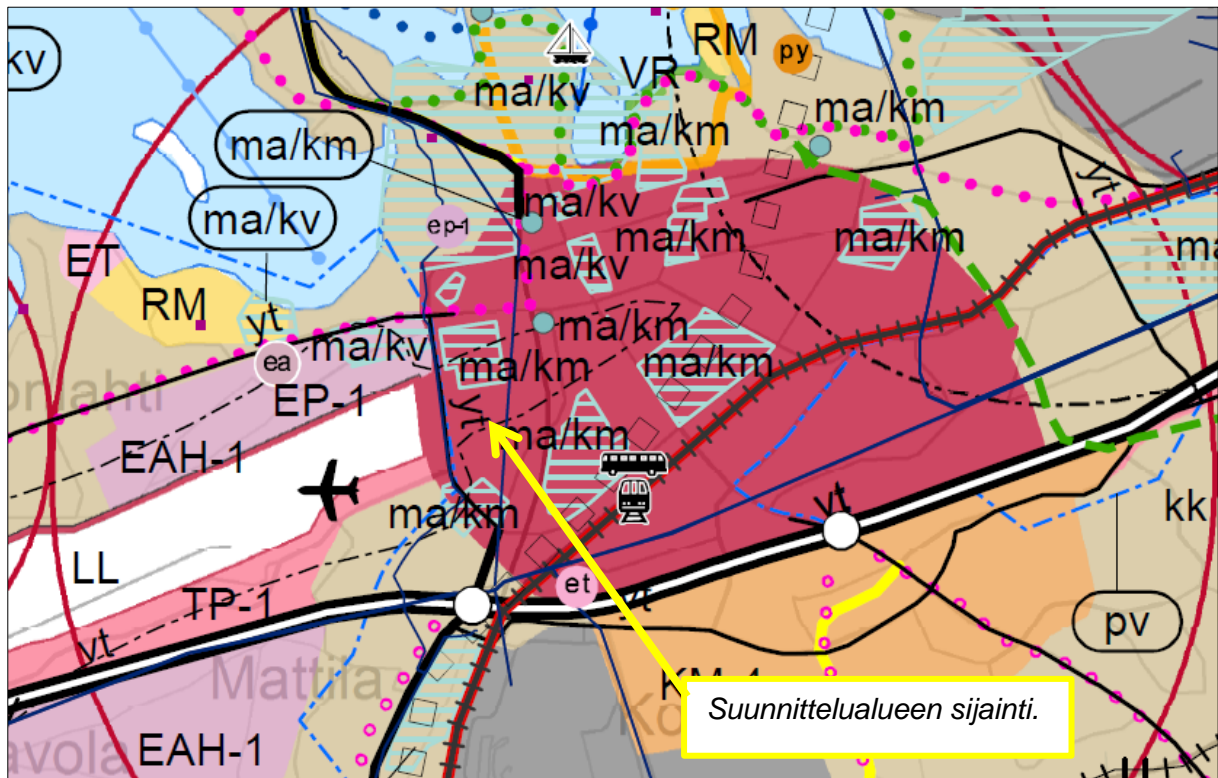 kv
ma/kv
VR
RM
py
ma/km
ma/km
ma/km
ma/kv
ep-1
ma/kv
ma/km
ma/km
yt
ma
ET
RM
yt
ma/kv
ma/kv
ea
ma/km
ma/km
ma/km
EP-1
yt
ma/km
EAH-1
ma/km
yt
kk
LL
TP-1
et
yt
pv
yt
Mattila
KM-1
Suunnittelualueen sijainti.
EAH-1
avola